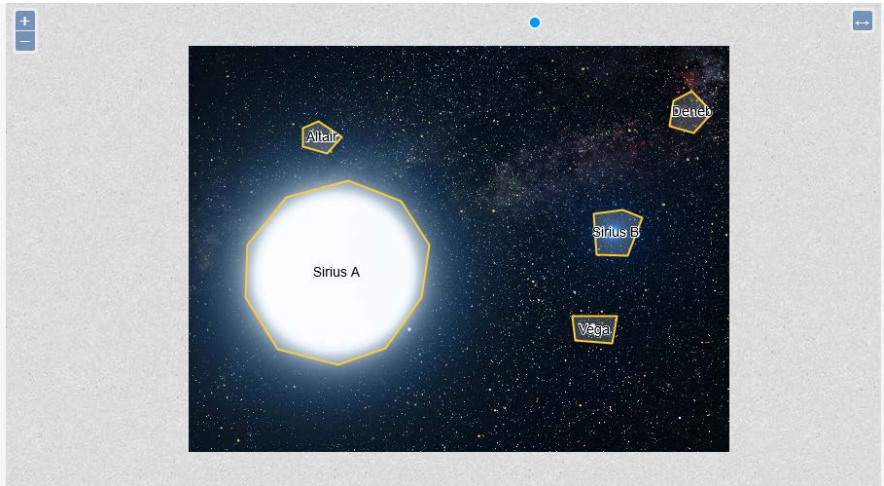 +
−
↔
Deneb
Altair
Sirius B
Sirius A
Vega